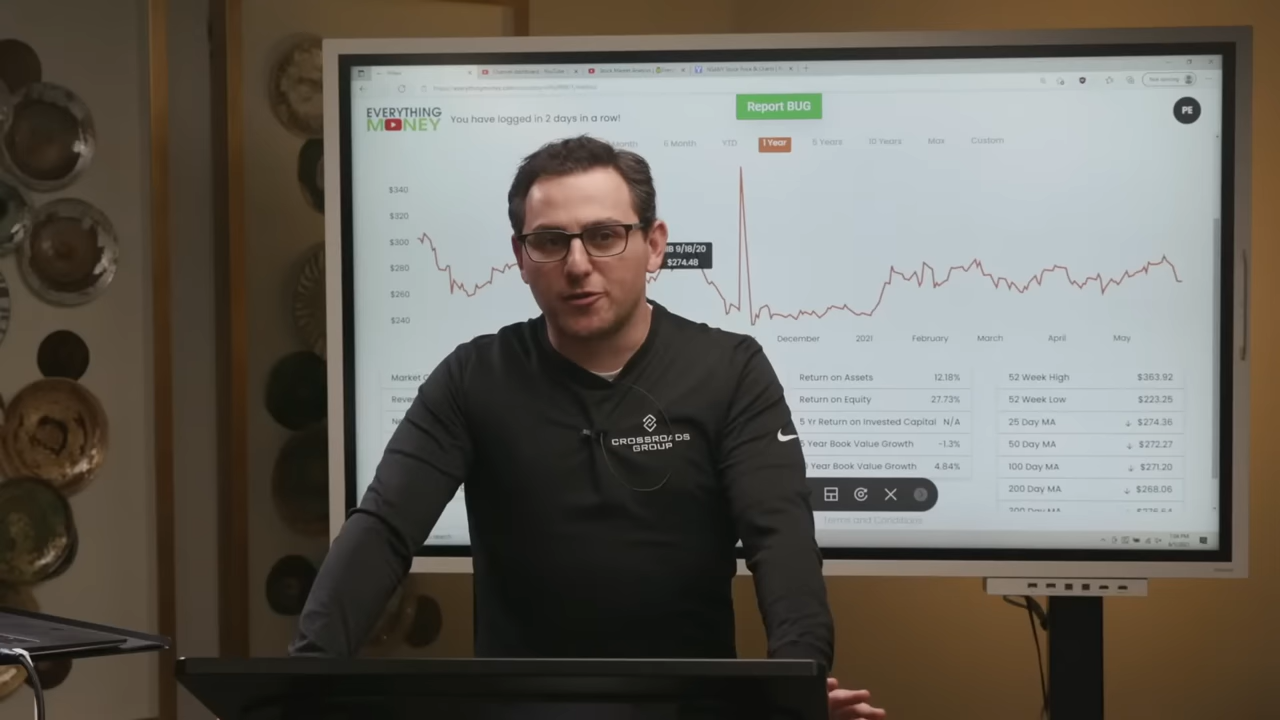 EVERYTHING
MONEY
You have logged in 2 days in a row!
Report BUG
PE
6 Month
YTD
1 Year
5 Years
10 Years
Max
Custom
$340
$320
$300
$280
$260
$240
9/18/20
$274.48
December
2021
February
March
April
May
Market
Return on Assets 12.18%
Return on Equity 27.73%
5 Yr Return on Invested Capital N/A
Year Book Value Growth -1.3%
Year Book Value Growth 4.84%
52 Week High $363.92
52 Week Low $223.25
25 Day MA $274.36
50 Day MA $272.27
100 Day MA $271.20
200 Day MA $268.06
Terms and Conditions
CROSSROADS
GROUP